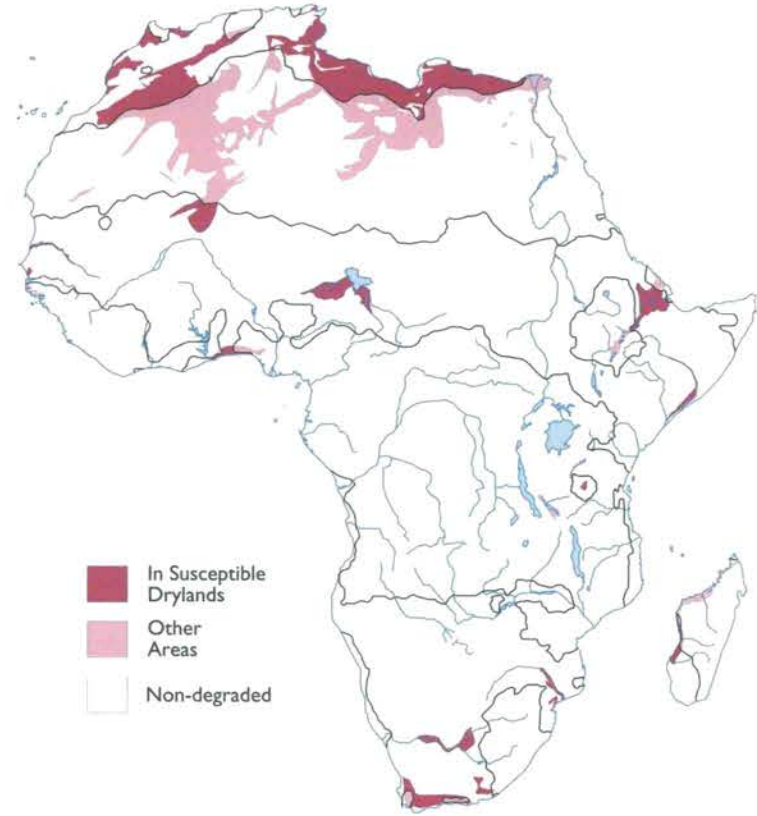 In Susceptible
Drylands
Other
Areas
Non-degraded